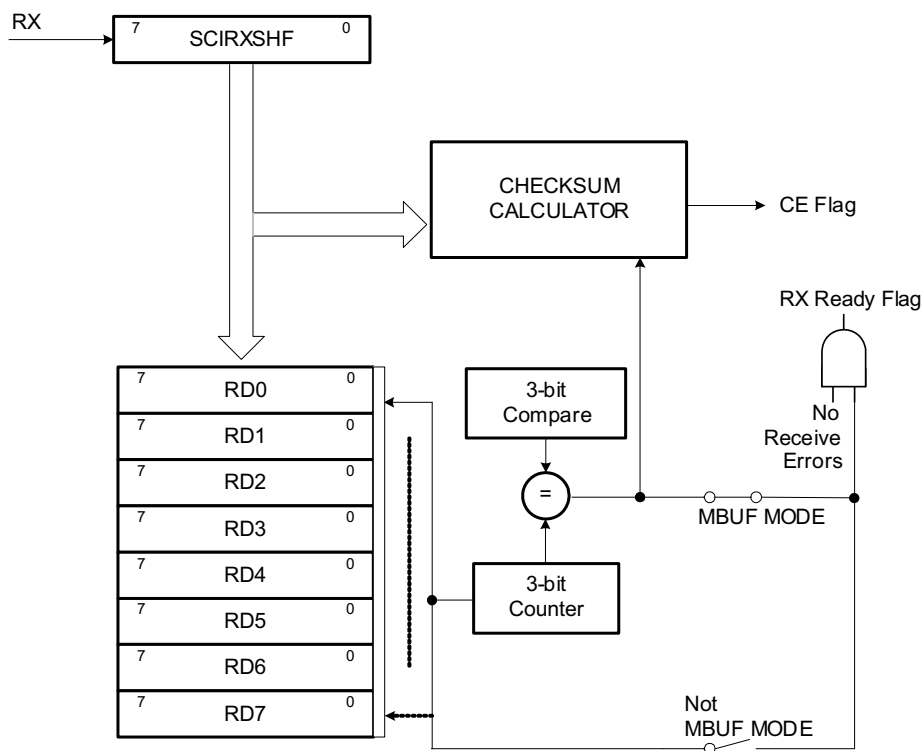 RX
7 SCIRXSHF 0
CHECKSUM
CALCULATOR
CE Flag
RX Ready Flag
7 RD0 0
7 RD1 0
7 RD2 0
7 RD3 0
7 RD4 0
7 RD5 0
7 RD6 0
7 RD7 0
3-bit
Compare
=
3-bit
Counter
No
Receive
Errors
MBUF MODE
Not
MBUF MODE